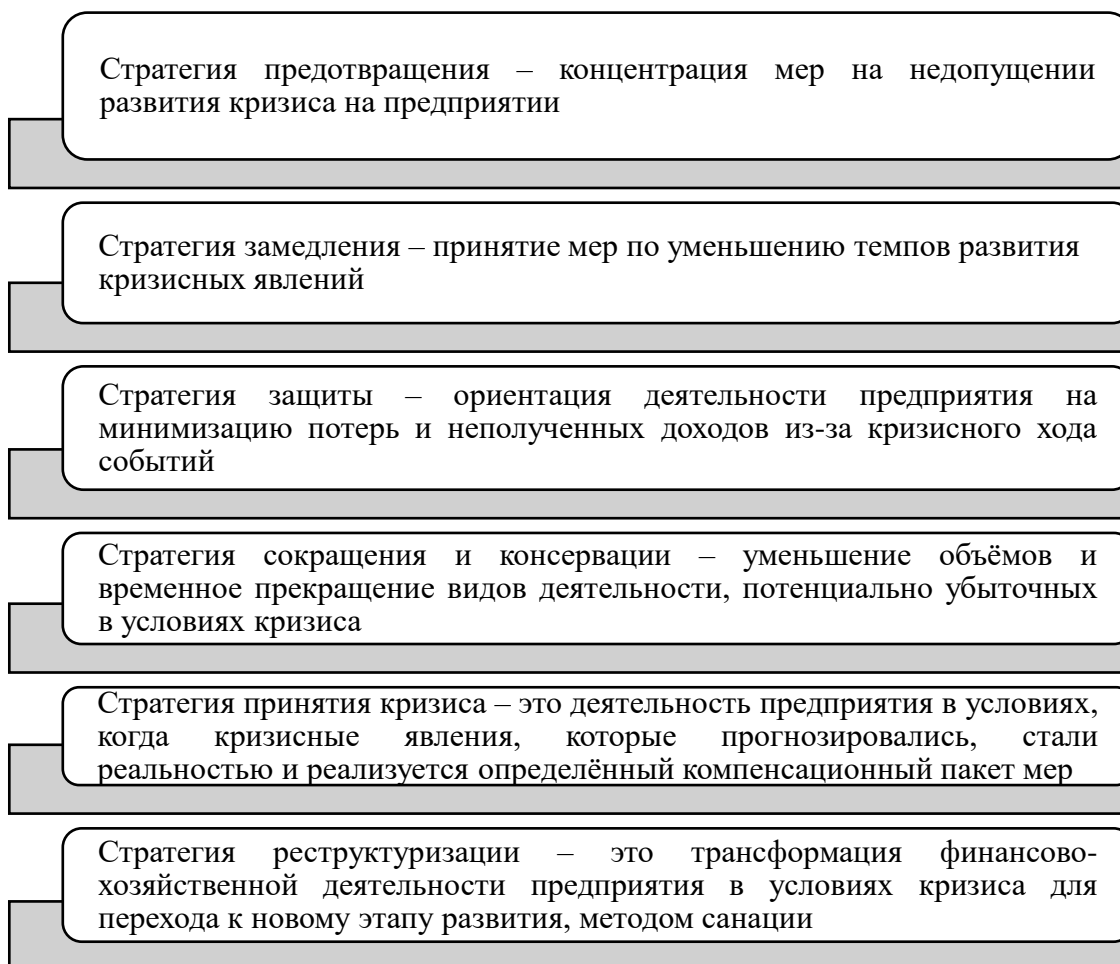 Стратегия предотвращения – концентрация мер на недопущении
развития кризиса на предприятии
Стратегия замедления – принятие мер по уменьшению темпов развития
кризисных явлений
Стратегия защиты – ориентация деятельности предприятия на
минимизацию потерь и неполученных доходов из-за кризисного хода
событий
Стратегия сокращения и консервации – уменьшение объёмов и
временное прекращение видов деятельности, потенциально убыточных
в условиях кризиса
Стратегия принятия кризиса – это деятельность предприятия в условиях,
когда кризисные явления, которые прогнозировались, стали
реальностью и реализуется определённый компенсационный пакет мер
Стратегия реструктуризации – это трансформация финансово-
хозяйственной деятельности предприятия в условиях кризиса для
перехода к новому этапу развития, методом санации